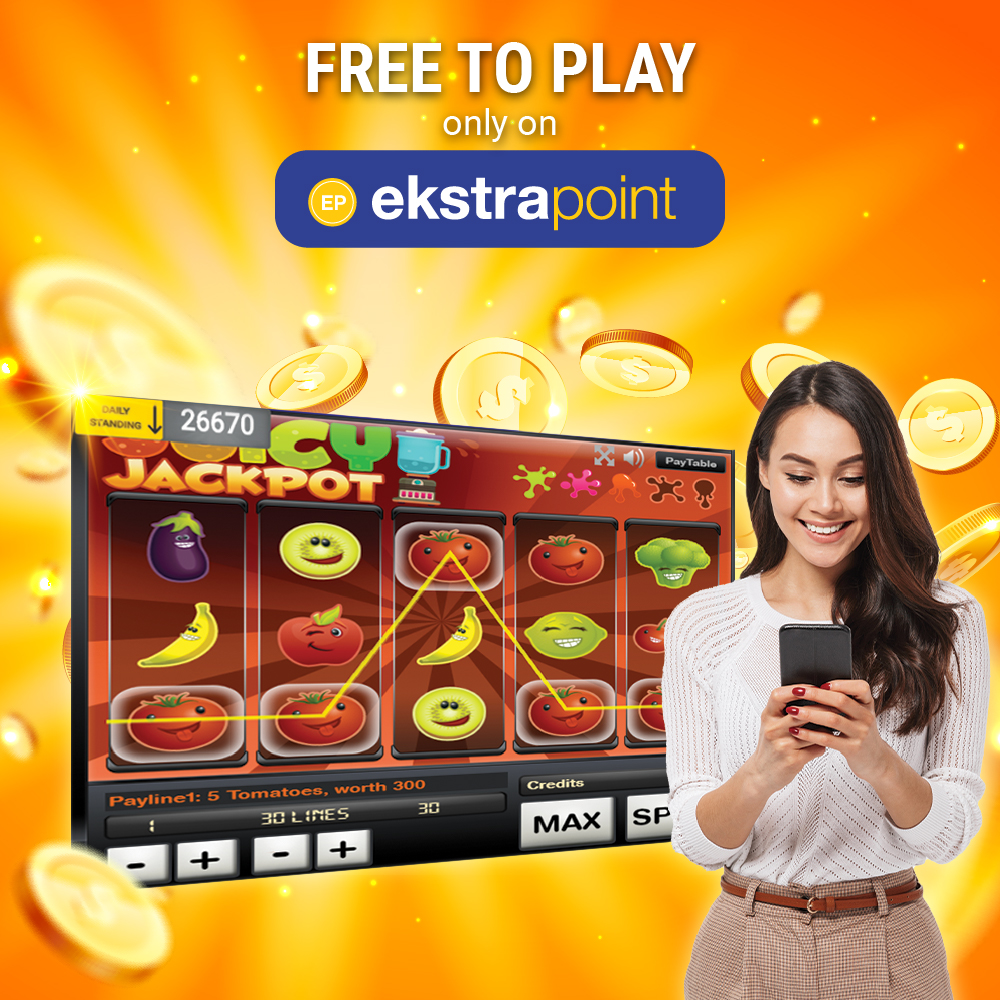 FREE TO PLAY
only on
EP ekstrapoint
DAILY
STANDING
26670
JUICY
JACKPOT
PayTable
Payline1: 5 Tomatoes, worth 300
Credits
1 30 LINES 30
MAX
- + - +